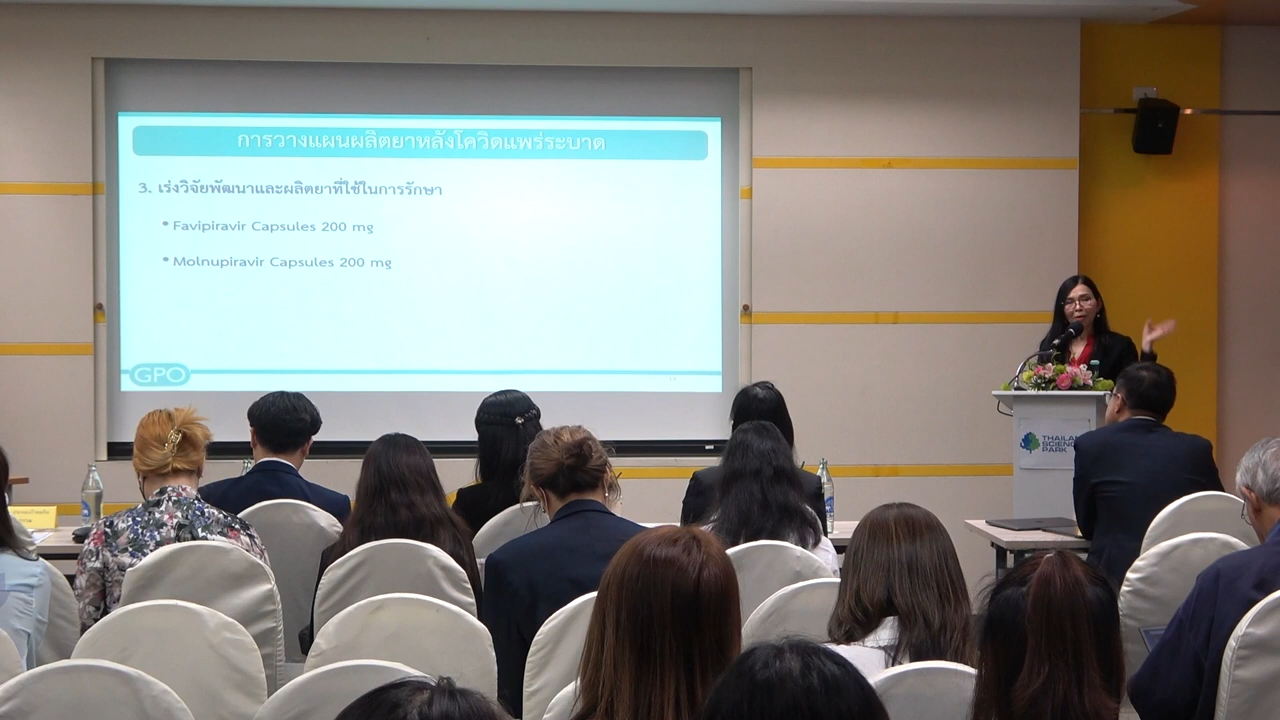 การวางแผนผลิตยาหลังโควิดแพร่ระบาด
3. เร่งวิจัยพัฒนาและผลิตยาที่ใช้ในการรักษา
• Favipiravir Capsules 200 mg
• Molnupiravir Capsules 200 mg
GPO
THAILAND
SCIENCE
PARK